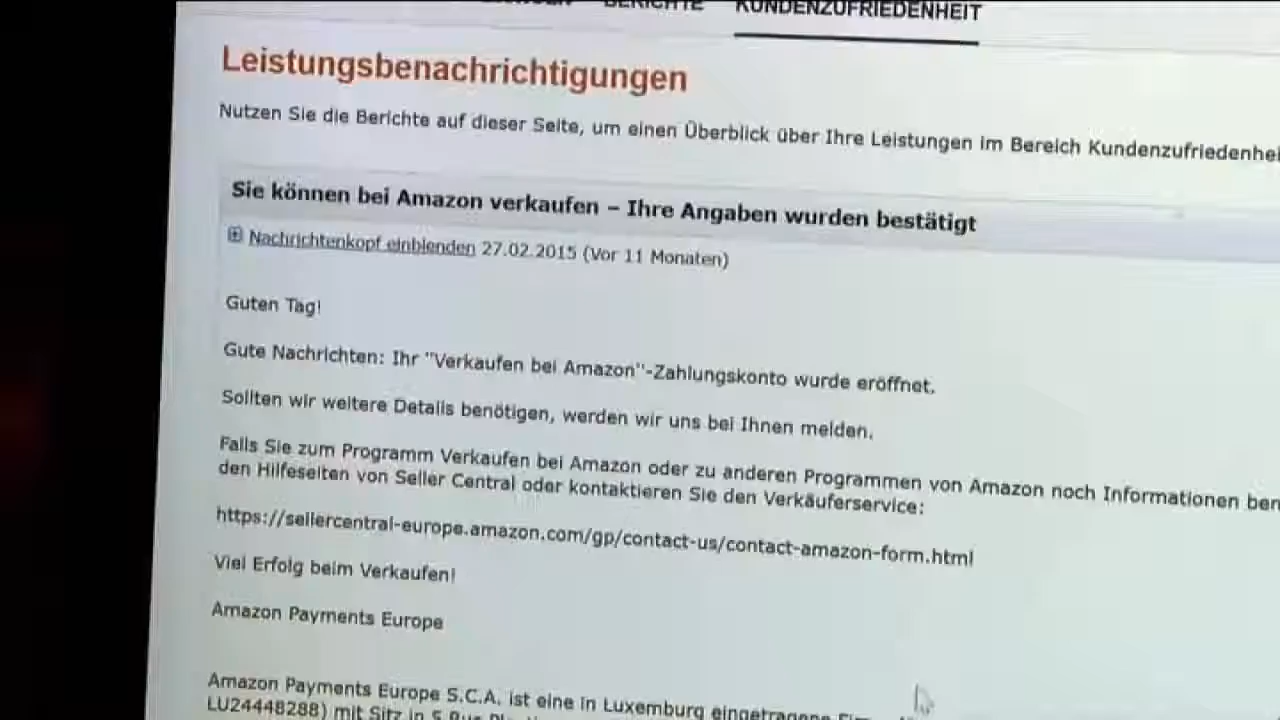 BERICHTE KUNDENZUFRIEDENHEIT
Leistungsbenachrichtigungen
Nutzen Sie die Berichte auf dieser Seite, um einen Überblick über Ihre Leistungen im Bereich Kundenzufriedenhei
Sie können bei Amazon verkaufen – Ihre Angaben wurden bestätigt
Nachrichtenkopf einblenden 27.02.2015 (Vor 11 Monaten)
Guten Tag!
Gute Nachrichten: Ihr "Verkaufen bei Amazon"-Zahlungskonto wurde eröffnet.
Sollten wir weitere Details benötigen, werden wir uns bei Ihnen melden.
Falls Sie zum Programm Verkaufen bei Amazon oder zu anderen Programmen von Amazon noch Informationen ben
den Hilfeseiten von Seller Central oder kontaktieren Sie den Verkäuferservice:
https://sellercentral-europe.amazon.com/gp/contact-us/contact-amazon-form.html
Viel Erfolg beim Verkaufen!
Amazon Payments Europe
Amazon Payments Europe S.C.A. ist eine in Luxemburg eingetragene
LU24448288) mit Sitz in 5 Rue